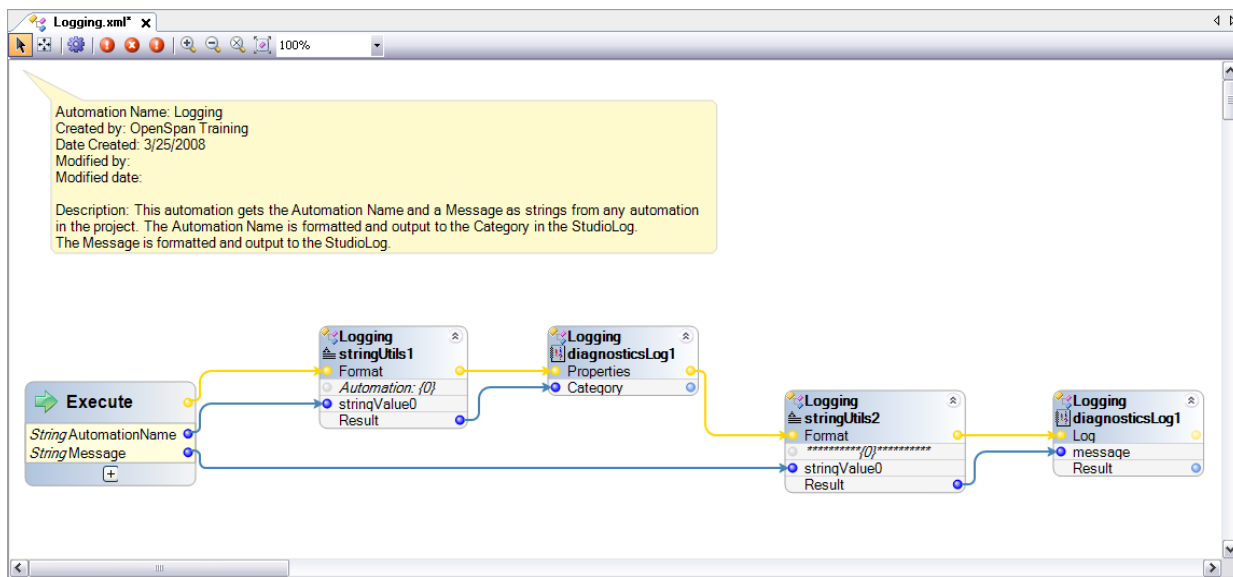 Logging.xml*
100%
Automation Name: Logging
Created by: OpenSpan Training
Date Created: 3/25/2008
Modified by:
Modified date:
Description: This automation gets the Automation Name and a Message as strings from any automation
in the project. The Automation Name is formatted and output to the Category in the StudioLog.
The Message is formatted and output to the StudioLog.
Execute
String AutomationName
String Message
Logging
stringUtils1
Format
Automation: {0}
stringValue0
Result
Logging
diagnosticsLog1
Properties
Category
Logging
stringUtils2
Format
**********{0}**********
stringValue0
Result
Logging
diagnosticsLog1
Log
message
Result